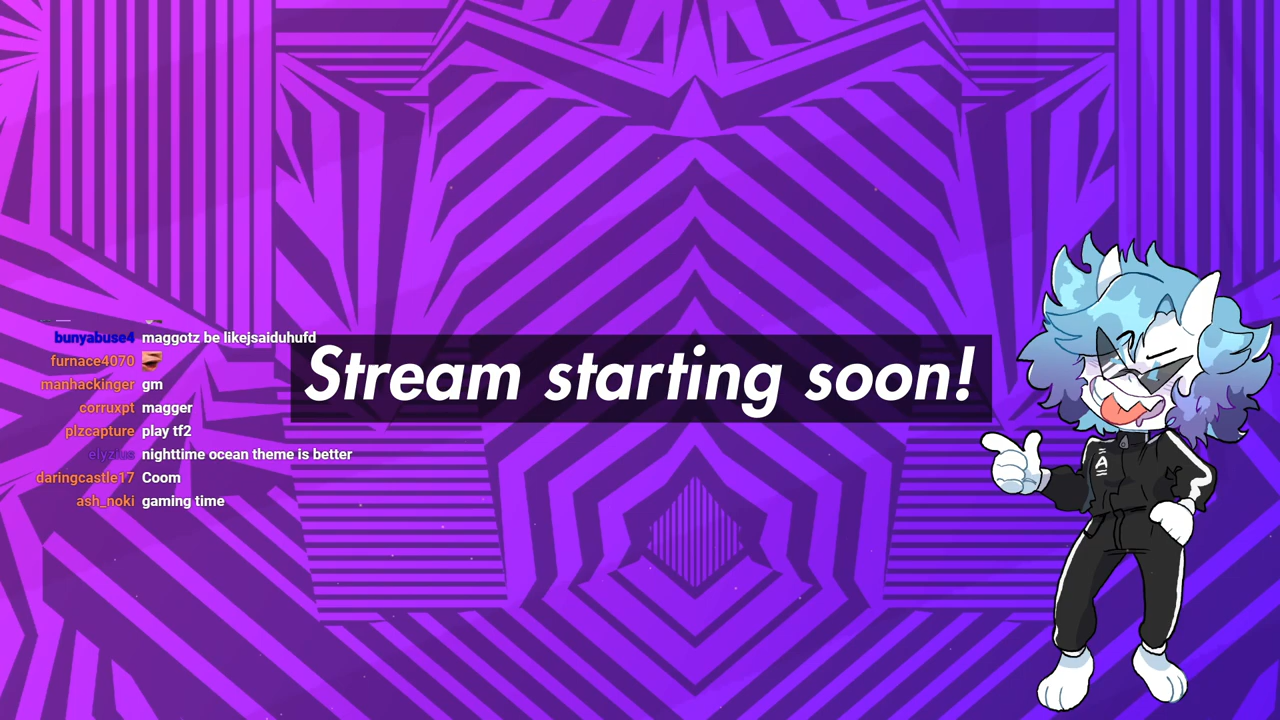 bunyabuse4 maggotz be likejsaiduhufd
furnace4070
manhackinger gm
corruxpt magger
plzcapture play tf2
elyzius nighttime ocean theme is better
daringcastle17 Coom
ash_noki gaming time
Stream starting soon!
A